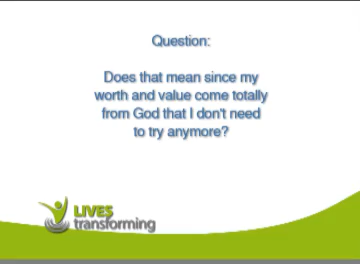 Question:
Does that mean since my
worth and value come totally
from God that I don't need
to try anymore?
LIVES
transforming